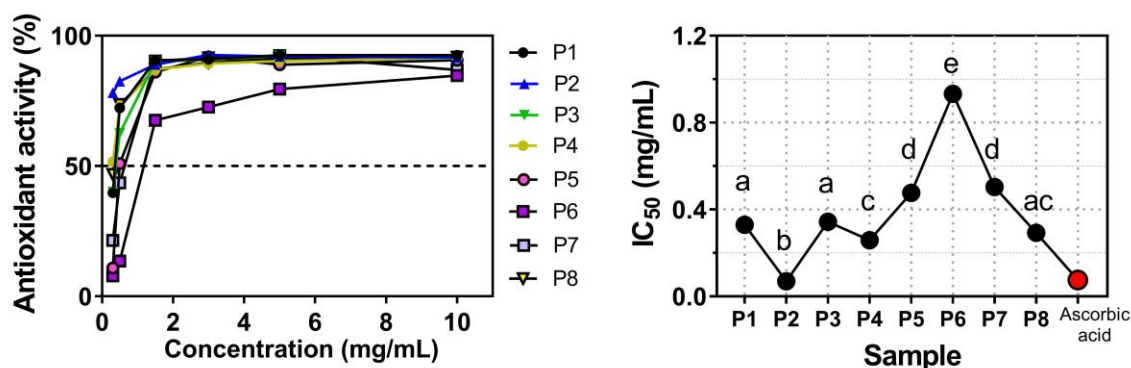 Antioxidant activity (%)
100
50
0
0
2
4
6
8
10
Concentration (mg/mL)
P1
P2
P3
P4
P5
P6
P7
P8
IC50 (mg/mL)
1.2
0.9
0.4
0.0
a
b
a
c
d
e
d
ac
P1
P2
P3
P4
P5
P6
P7
P8
Ascorbic
acid
Sample